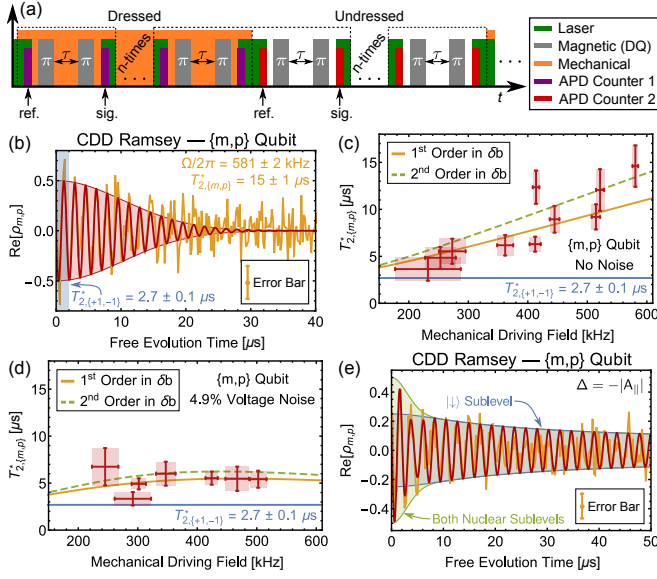 (a)
Dressed
Undressed
π τ π
n-times
π τ π
π τ π
n-times
π τ π
. . .
. . .
. . .
t
ref.
sig.
ref.
sig.
Laser
Magnetic (DQ)
Mechanical
APD Counter 1
APD Counter 2
(b)
CDD Ramsey — {m,p} Qubit
Ω/2π = 581 ± 2 kHz
T*2,{m,p} = 15 ± 1 μs
Re[ρm,p]
0.5
0.0
-0.5
T*2,{+1,-1} = 2.7 ± 0.1 μs
Error Bar
0 10 20 30 40
Free Evolution Time [μs]
(c)
1st Order in δb
2nd Order in δb
T*2,{m,p} [μs]
15
10
5
0
{m,p} Qubit
No Noise
T*2,{+1,-1} = 2.7 ± 0.1 μs
200 300 400 500 600
Mechanical Driving Field [kHz]
(d)
1st Order in δb
2nd Order in δb
{m,p} Qubit
4.9% Voltage Noise
T*2,{m,p} [μs]
15
10
5
0
T*2,{+1,-1} = 2.7 ± 0.1 μs
200 300 400 500 600
Mechanical Driving Field [kHz]
(e)
CDD Ramsey — {m,p} Qubit
Δ = −|A∥|
|↓⟩ Sublevel
Re[ρm,p]
0.4
0.2
0.0
-0.2
-0.4
Both Nuclear Sublevels
Error Bar
0 10 20 30 40 50
Free Evolution Time [μs]